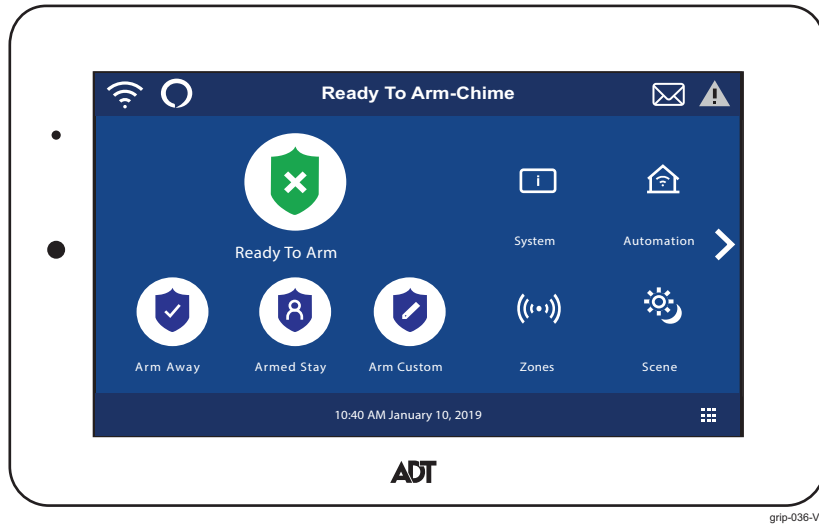 Ready To Arm-Chime
Ready To Arm
System
Automation
Arm Away
Armed Stay
Arm Custom
Zones
Scene
10:40 AM January 10, 2019
ADT
grip-036-V